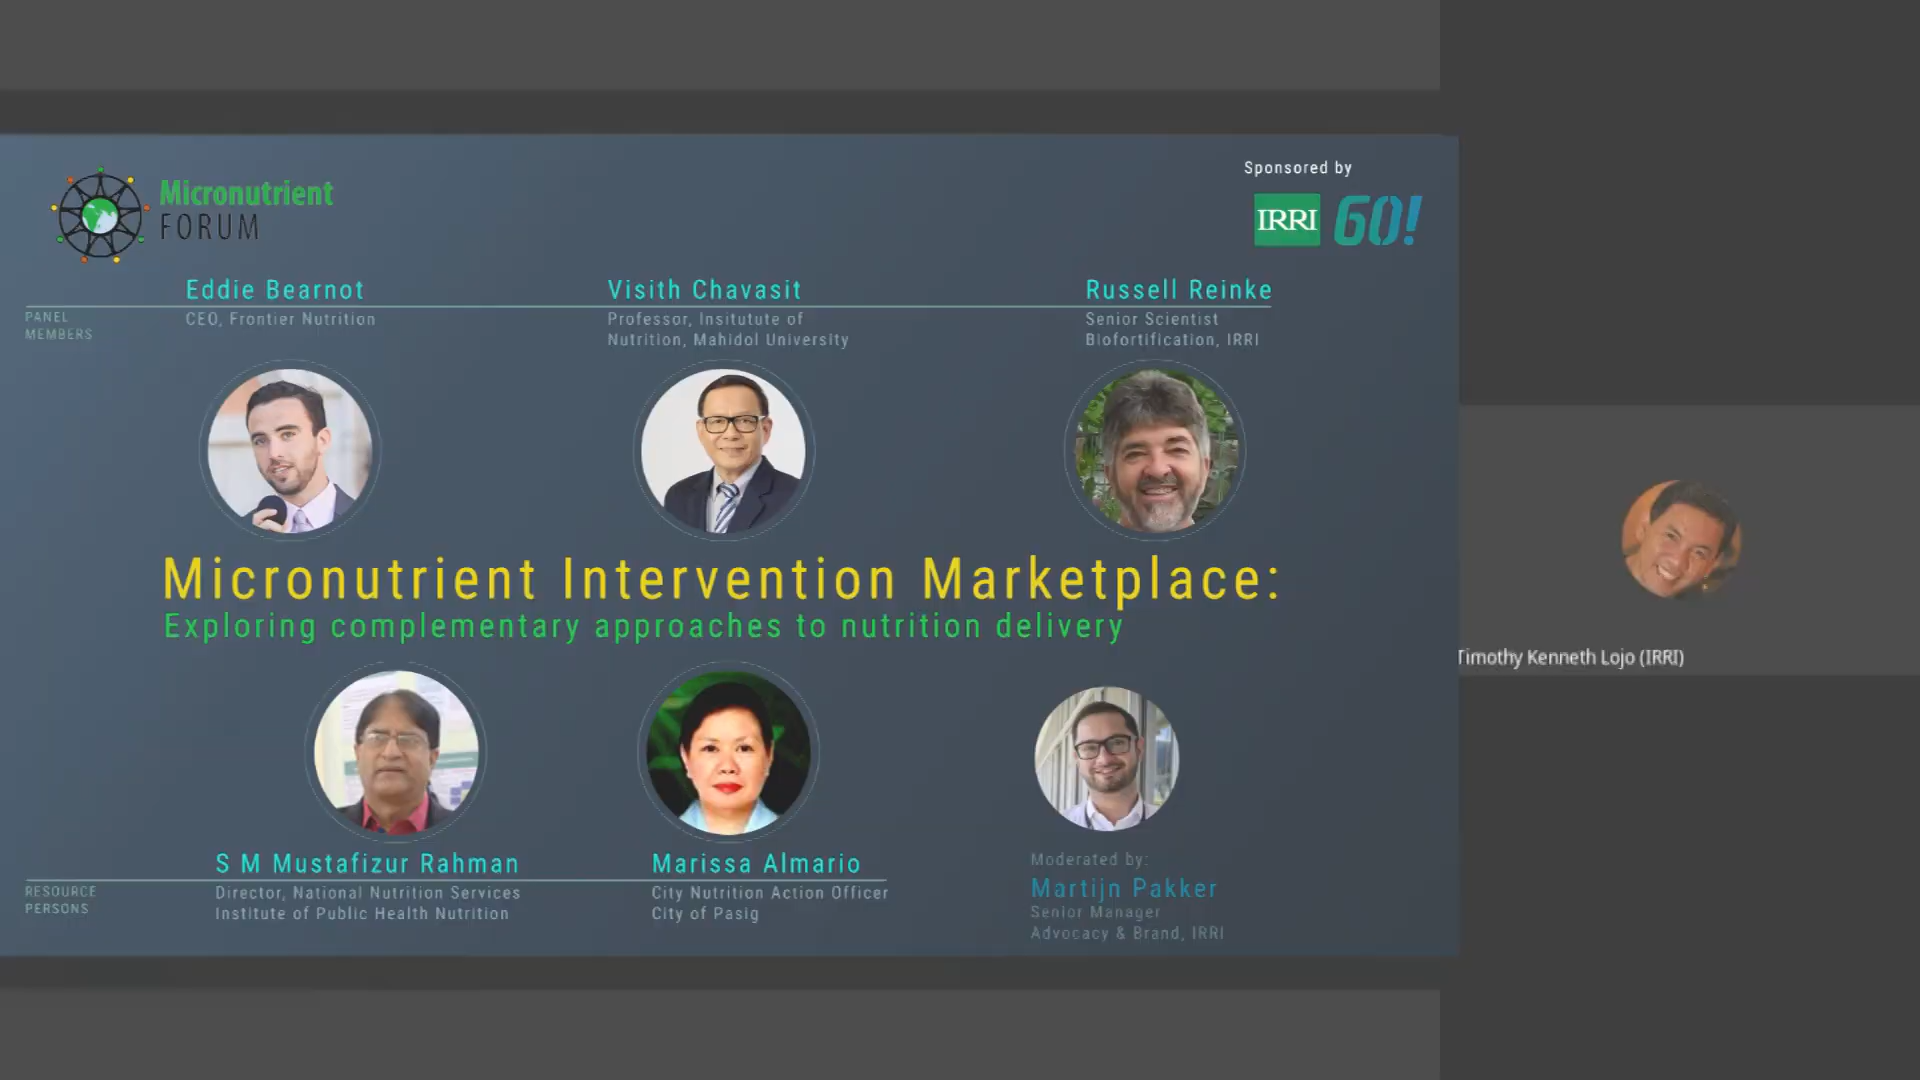 Micronutrient
FORUM
Sponsored by
IRRI 60!
PANEL
MEMBERS
Eddie Bearnot
CEO, Frontier Nutrition
Visith Chavasit
Professor, Insitutute of
Nutrition, Mahidol University
Russell Reinke
Senior Scientist
Biofortification, IRRI
Micronutrient Intervention Marketplace:
Exploring complementary approaches to nutrition delivery
Timothy Kenneth Lojo (IRRI)
RESOURCE
PERSONS
S M Mustafizur Rahman
Director, National Nutrition Services
Institute of Public Health Nutrition
Marissa Almario
City Nutrition Action Officer
City of Pasig
Moderated by:
Martijn Pakker
Senior Manager
Advocacy & Brand, IRRI